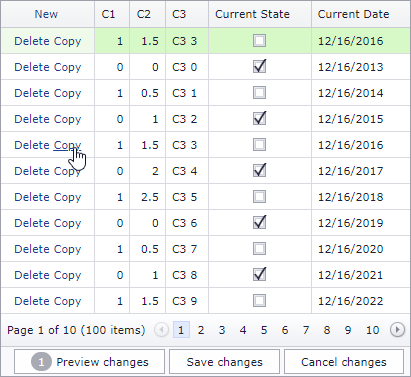 New C1 C2 C3 Current State Current Date
Delete Copy 1 1.5 C3 3 12/16/2016
Delete Copy 0 0 C3 0 12/16/2013
Delete Copy 1 0.5 C3 1 12/16/2014
Delete Copy 0 1 C3 2 12/16/2015
Delete Copy 1 1.5 C3 3 12/16/2016
Delete Copy 0 2 C3 4 12/16/2017
Delete Copy 1 2.5 C3 5 12/16/2018
Delete Copy 0 0 C3 6 12/16/2019
Delete Copy 1 0.5 C3 7 12/16/2020
Delete Copy 0 1 C3 8 12/16/2021
Delete Copy 1 1.5 C3 9 12/16/2022
Page 1 of 10 (100 items) 1 2 3 4 5 6 7 8 9 10
1 Preview changes Save changes Cancel changes